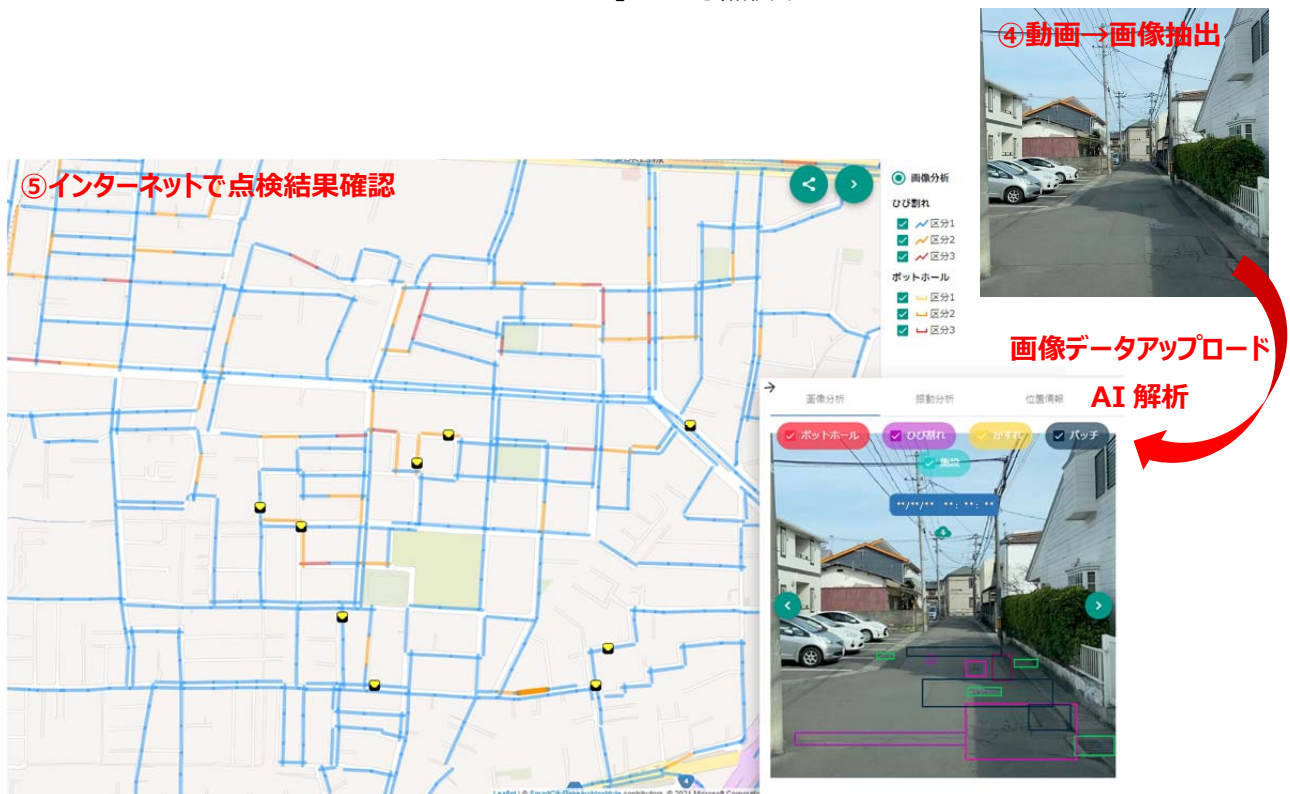 ④動画→画像抽出
⑤インターネットで点検結果確認
画像分析
ひび割れ
区分1
区分2
区分3
ポットホール
区分1
区分2
区分3
画像データアップロード
AI 解析
画像分析
振動分析
位置情報
ポットホール
ひび割れ
かすれ
パッチ
施設
**/**/** **:**:**
4